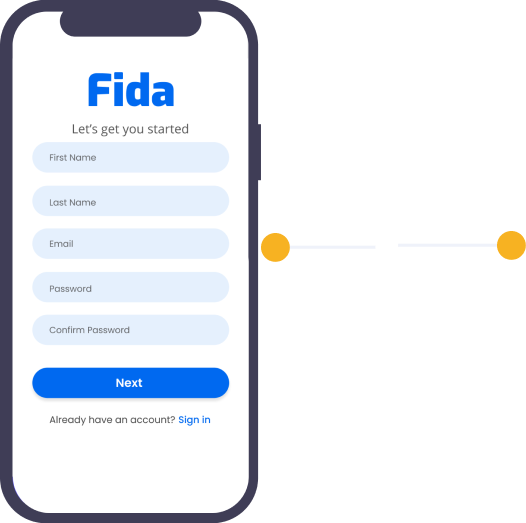 Fida
Let's get you started
First Name
Last Name
Email
Password
Confirm Password
Next
Already have an account? Sign in